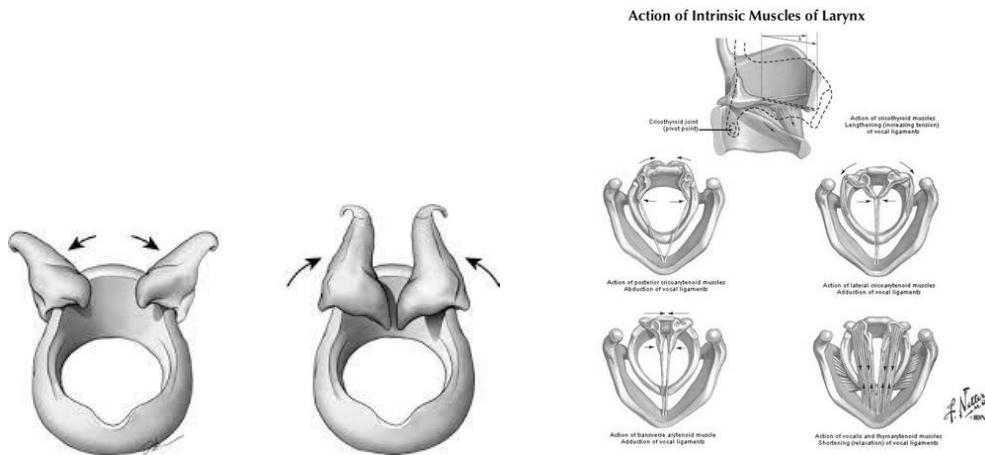 Action of Intrinsic Muscles of Larynx
Cricothyroid joint
(pivot point)
Action of cricothyroid muscles
Lengthening (increasing tension)
of vocal ligaments
Action of posterior cricoarytenoid muscles
Abduction of vocal ligaments
Action of lateral cricoarytenoid muscles
Adduction of vocal ligaments
Action of transverse arytenoid muscle
Adduction of vocal ligaments
Action of vocalis and thyroarytenoid muscles
Shortening (relaxation) of vocal ligaments